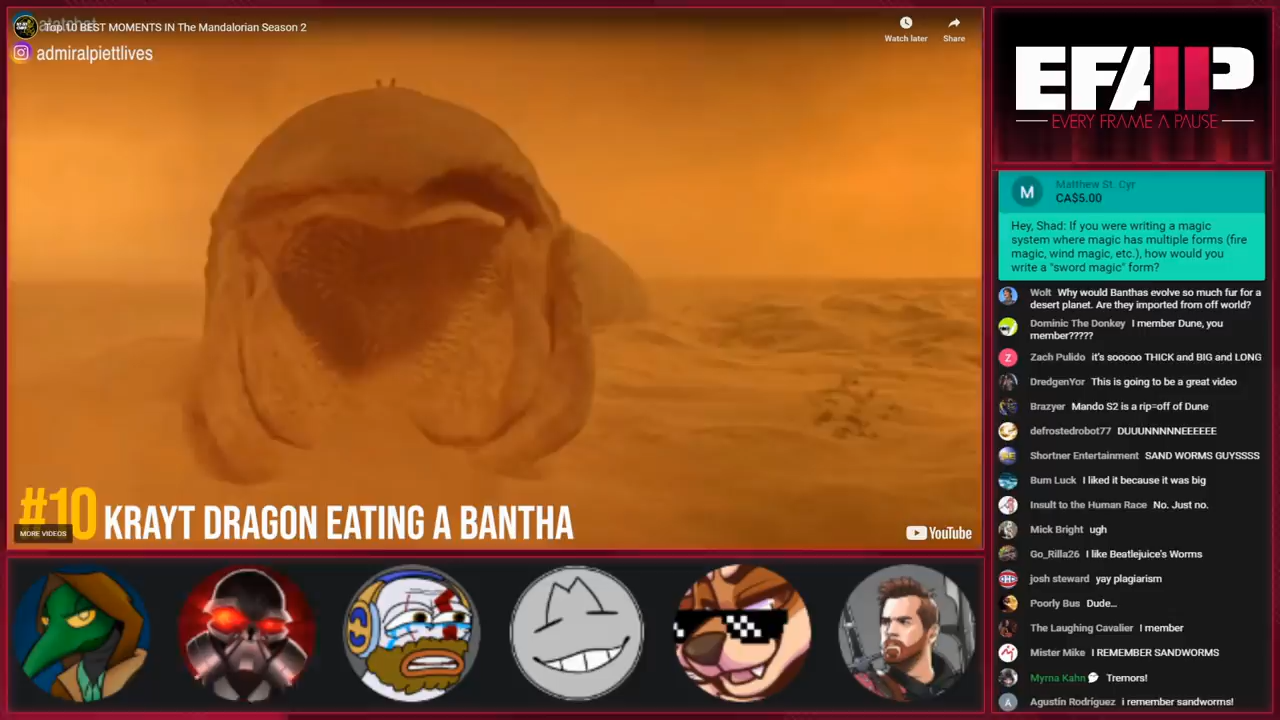 Top 10 BEST MOMENTS IN The Mandalorian Season 2
admiralpiettlives
Watch later
Share
#10 KRAYT DRAGON EATING A BANTHA
MORE VIDEOS
YouTube
EFAP
EVERY FRAME A PAUSE
M
Matthew St. Cyr
CA$5.00
Hey, Shad: If you were writing a magic
system where magic has multiple forms (fire
magic, wind magic, etc.), how would you
write a "sword magic" form?
Wolt Why would Banthas evolve so much fur for a
desert planet. Are they imported from off world?
Dominic The Donkey I member Dune, you
member?????
Z Zach Pulido it's sooooo THICK and BIG and LONG
DredgenYor This is going to be a great video
Brazyer Mando S2 is a rip=off of Dune
defrostedrobot77 DUUUNNNNNEEEEEE
Shortner Entertainment SAND WORMS GUYSSSS
Bum Luck I liked it because it was big
Insult to the Human Race No. Just no.
Mick Bright ugh
Go_Rilla26 I like Beatlejuice's Worms
josh steward yay plagiarism
Poorly Bus Dude...
The Laughing Cavalier I member
Mister Mike I REMEMBER SANDWORMS
Myrna Kahn Tremors!
A Agustín Rodríguez i remember sandworms!